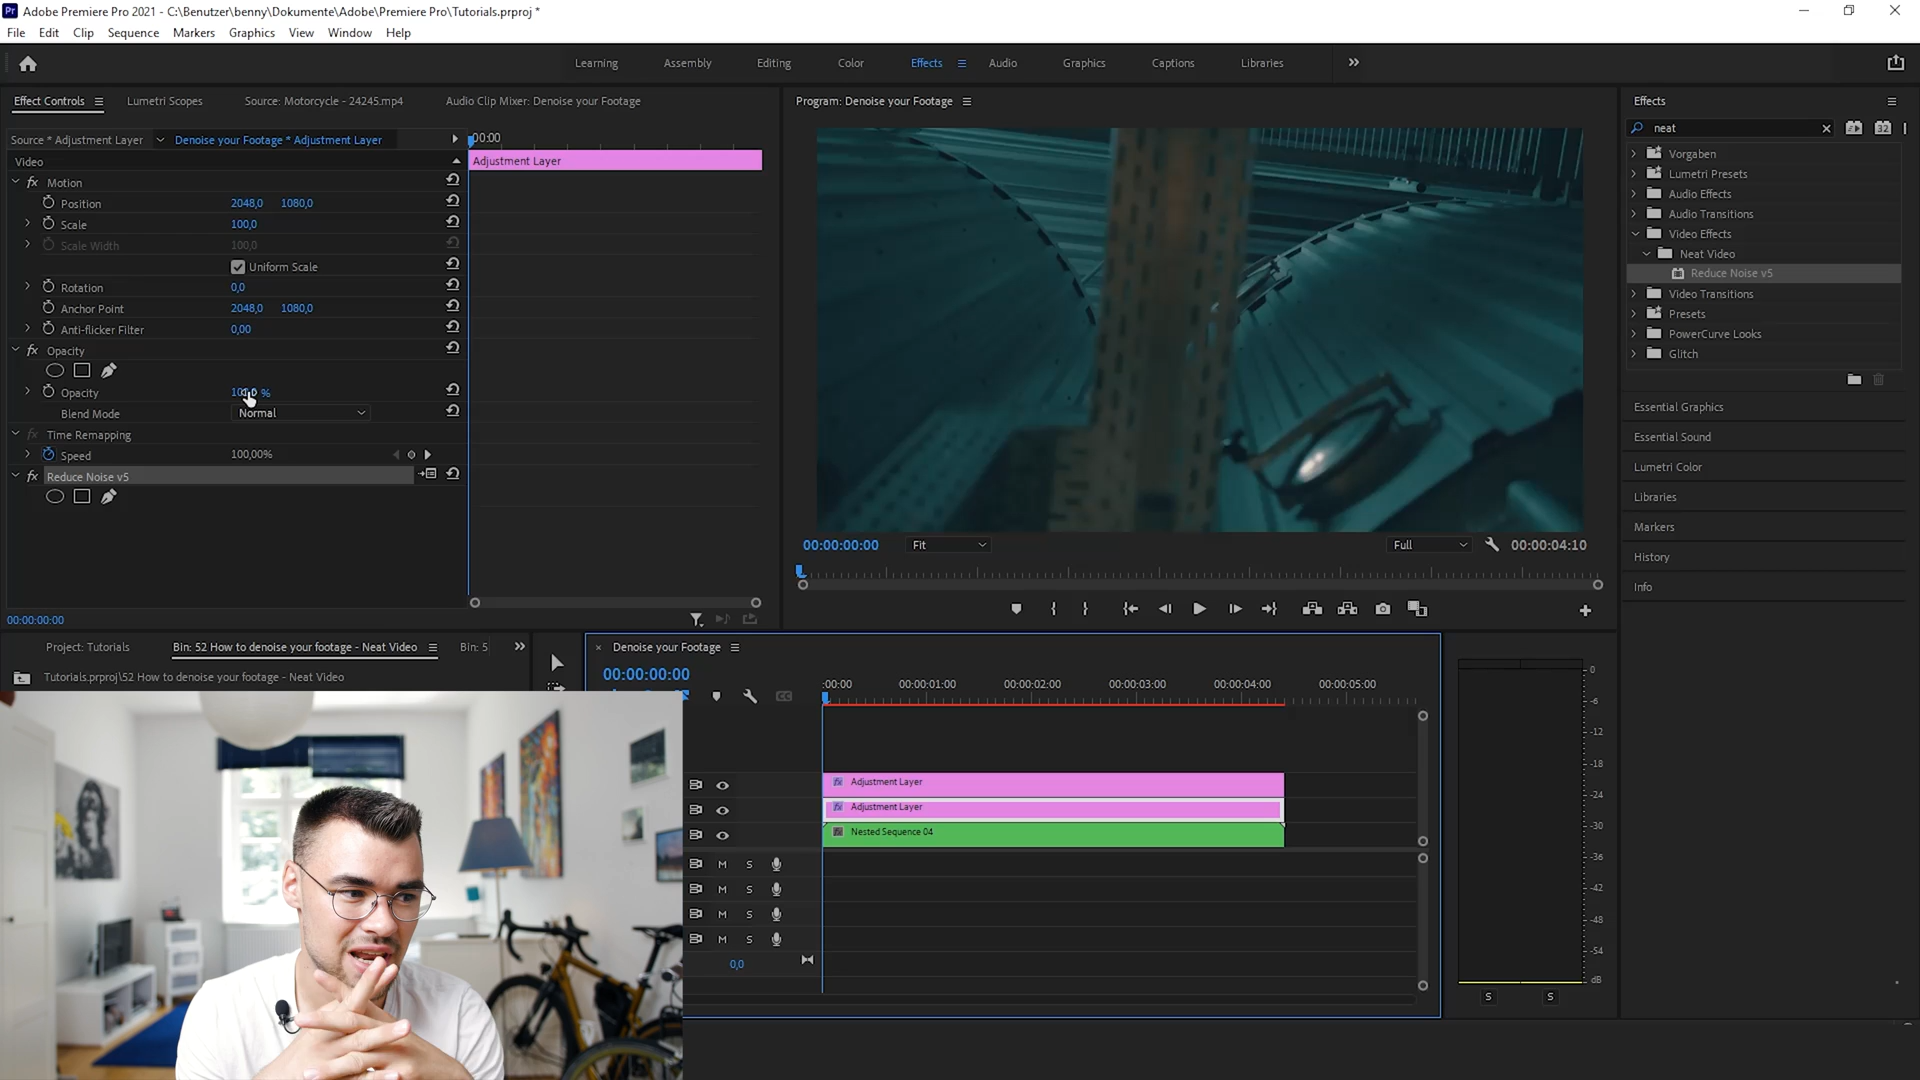 Pr Adobe Premiere Pro 2021 - C:\Benutzer\benny\Dokumente\Adobe\Premiere Pro\Tutorials.prproj *
File Edit Clip Sequence Markers Graphics View Window Help
Learning Assembly Editing Color Effects Audio Graphics Captions Libraries
Effect Controls Lumetri Scopes Source: Motorcycle - 24245.mp4 Audio Clip Mixer: Denoise your Footage
Source * Adjustment Layer Denoise your Footage * Adjustment Layer 00:00
Video
Adjustment Layer
fx Motion
Position 2048,0 1080,0
Scale 100,0
Scale Width 100,0
Uniform Scale
Rotation 0,0
Anchor Point 2048,0 1080,0
Anti-flicker Filter 0,00
fx Opacity
Opacity %
Blend Mode Normal
fx Time Remapping
Speed 100,00%
fx Reduce Noise v5
00:00:00:00
Program: Denoise your Footage
00:00:00:00 Fit Full 00:00:04:10
Effects
neat
32
Vorgaben
Lumetri Presets
Audio Effects
Audio Transitions
Video Effects
Neat Video
Reduce Noise v5
Video Transitions
Presets
PowerCurve Looks
Glitch
Essential Graphics
Essential Sound
Lumetri Color
Libraries
Markers
History
Info
Project: Tutorials Bin: 52 How to denoise your footage - Neat Video Bin: 5
Tutorials.prproj\52 How to denoise your footage - Neat Video
Denoise your Footage
00:00:00:00
:00:00 00:00:01:00 00:00:02:00 00:00:03:00 00:00:04:00 00:00:05:00
fx Adjustment Layer
fx Adjustment Layer
fx Nested Sequence 04
M S
M S
M S
M S
0,0
0
-6
-12
-18
-24
-30
-36
-42
-48
-54
dB
S S